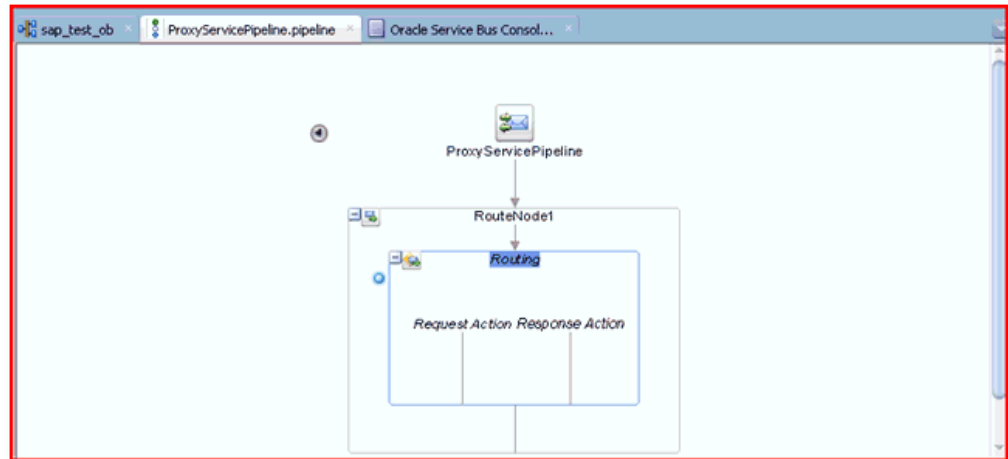 sap_test_ob ProxyServicePipeline.pipeline Oracle Service Bus Consol...
ProxyServicePipeline
RouteNode1
Routing
Request Action Response Action